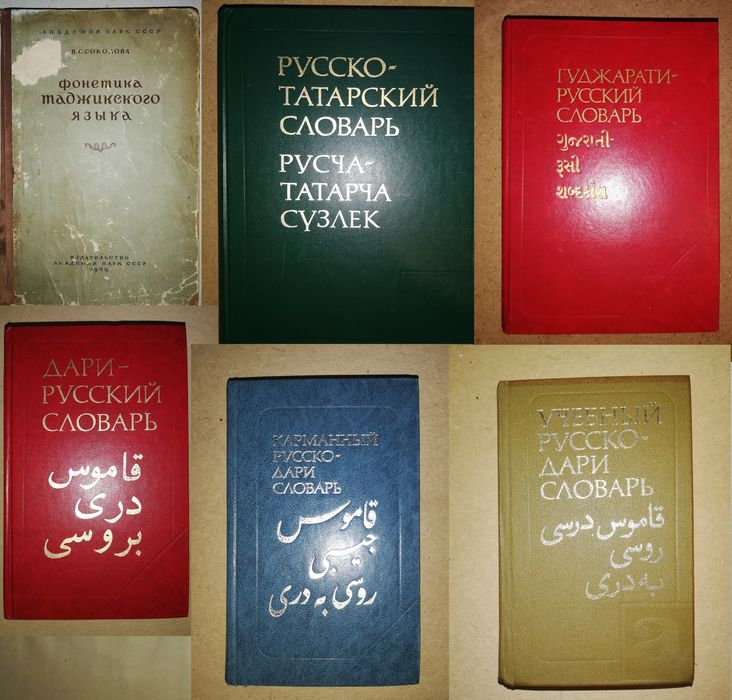 АКАДЕМИЯ НАУК СССР
В.С.СОКОЛОВА
ФОНЕТИКА
ТАДЖИКСКОГО
ЯЗЫКА
ИЗДАТЕЛЬСТВО
АКАДЕМИИ НАУК СССР
1949
РУССКО-
ТАТАРСКИЙ
СЛОВАРЬ
РУСЧА-
ТАТАРЧА
СҮЗЛЕК
ГУДЖАРАТИ-
РУССКИЙ
СЛОВАРЬ
ગુજરાતી-
રૂસી
શબ્દકોશ
ДАРИ-
РУССКИЙ
СЛОВАРЬ
قاموس
دری
بروسی
КАРМАННЫЙ
РУССКО-
ДАРИ
СЛОВАРЬ
قاموس
جیبی
روسی به دری
УЧЕБНЫЙ
РУССКО-
ДАРИ
СЛОВАРЬ
قاموس درسی
روسی
به دری